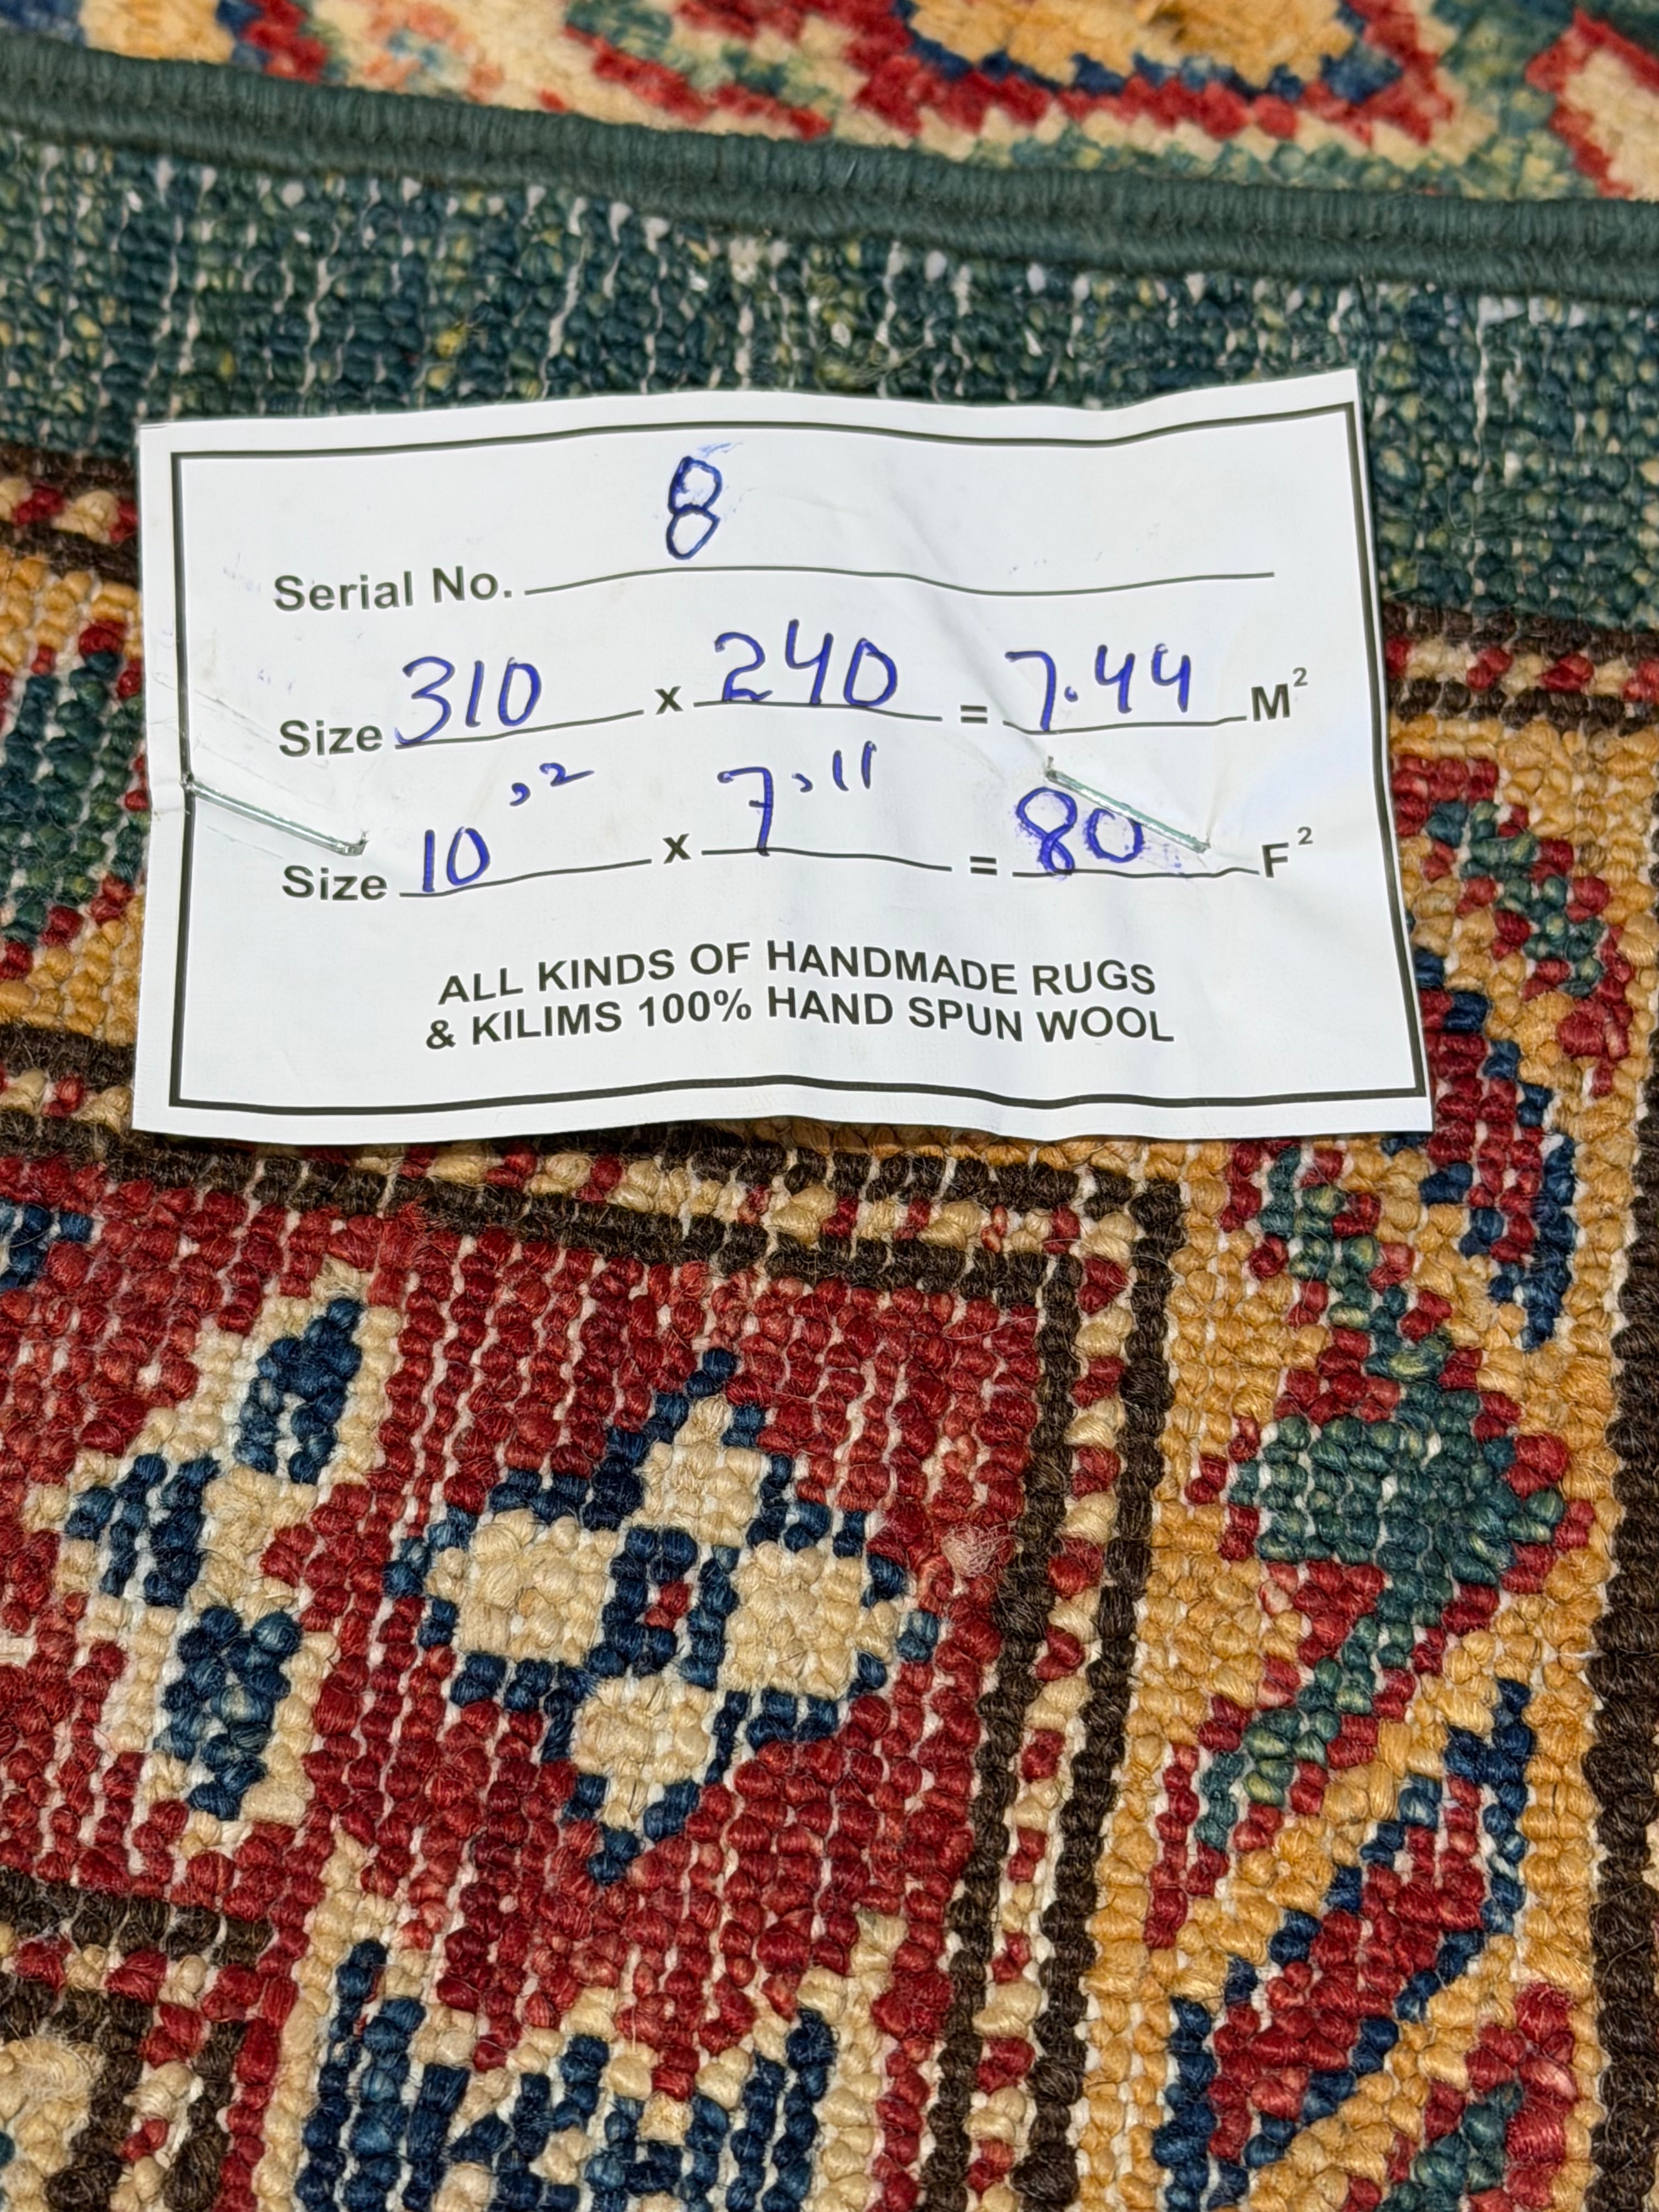 8
Serial No.
Size 310 x 240 = 7.44 M²
Size 10,2 x 7,11 = 80 F²
ALL KINDS OF HANDMADE RUGS
& KILIMS 100% HAND SPUN WOOL